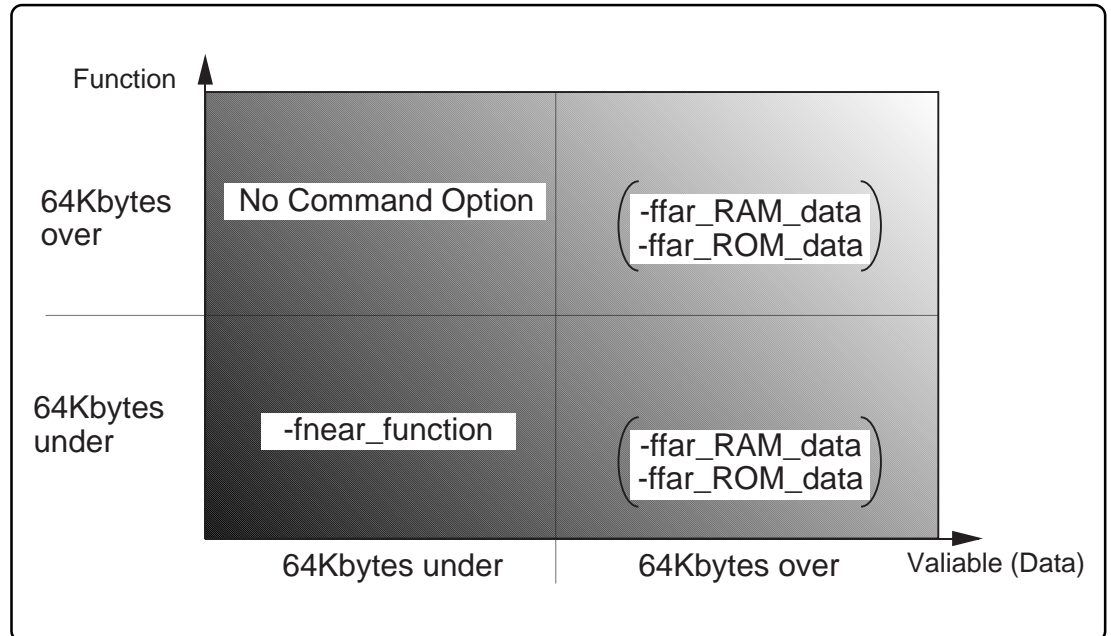 Function
64Kbytes
over
No Command Option
-ffar_RAM_data
-ffar_ROM_data
64Kbytes
under
-fnear_function
-ffar_RAM_data
-ffar_ROM_data
64Kbytes under
64Kbytes over
Valiable (Data)